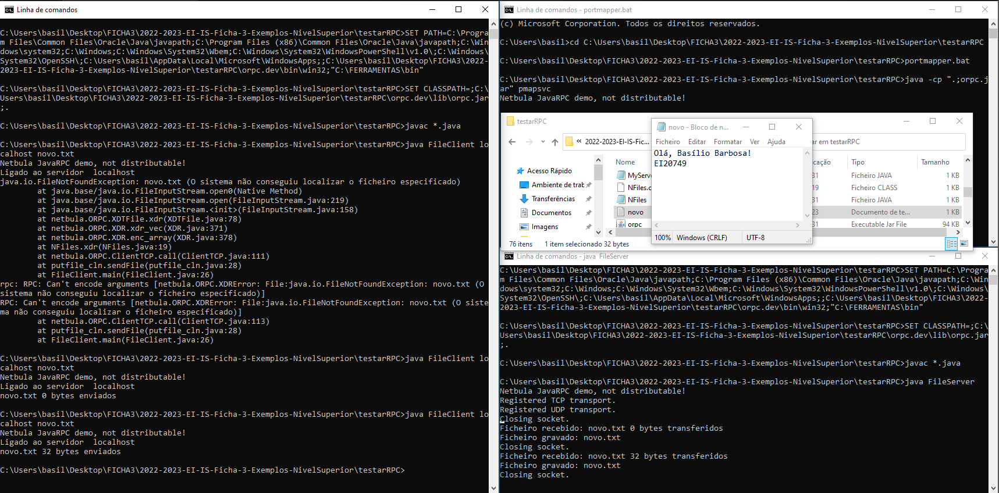 Linha de comandos
C:\Users\basil\Desktop\FICHA3\2022-2023-EI-IS-Ficha-3-Exemplos-NivelSuperior\testarRPC>SET PATH=C:\Progra
m Files\Common Files\Oracle\Java\javapath;C:\Program Files (x86)\Common Files\Oracle\Java\javapath;C:\Win
dows\system32;C:\Windows;C:\Windows\System32\Wbem;C:\Windows\System32\WindowsPowerShell\v1.0\;C:\Windows\
System32\OpenSSH\;C:\Users\basil\AppData\Local\Microsoft\WindowsApps;;C:\Users\basil\Desktop\FICHA3\2022-
2023-EI-IS-Ficha-3-Exemplos-NivelSuperior\testarRPC\orpc.dev\bin\win32;"C:\FERRAMENTAS\bin"
C:\Users\basil\Desktop\FICHA3\2022-2023-EI-IS-Ficha-3-Exemplos-NivelSuperior\testarRPC>SET CLASSPATH=;C:\
Users\basil\Desktop\FICHA3\2022-2023-EI-IS-Ficha-3-Exemplos-NivelSuperior\testarRPC\orpc.dev\lib\orpc.jar
;.
C:\Users\basil\Desktop\FICHA3\2022-2023-EI-IS-Ficha-3-Exemplos-NivelSuperior\testarRPC>javac *.java
C:\Users\basil\Desktop\FICHA3\2022-2023-EI-IS-Ficha-3-Exemplos-NivelSuperior\testarRPC>java FileClient lo
calhost novo.txt
Netbula JavaRPC demo, not distributable!
Ligado ao servidor  localhost
java.io.FileNotFoundException: novo.txt (O sistema não conseguiu localizar o ficheiro especificado)
at java.base/java.io.FileInputStream.open0(Native Method)
at java.base/java.io.FileInputStream.open(FileInputStream.java:219)
at java.base/java.io.FileInputStream.<init>(FileInputStream.java:158)
at netbula.ORPC.XDTFile.xdr(XDTFile.java:78)
at netbula.ORPC.XDR.xdr_vec(XDR.java:371)
at netbula.ORPC.XDR.enc_array(XDR.java:378)
at NFiles.xdr(NFiles.java:19)
at netbula.ORPC.ClientTCP.call(ClientTCP.java:111)
at putfile_cln.sendFile(putfile_cln.java:28)
at FileClient.main(FileClient.java:26)
rpc: RPC: Can't encode arguments [netbula.ORPC.XDRError: File:java.io.FileNotFoundException: novo.txt (O
sistema não conseguiu localizar o ficheiro especificado)]
RPC: Can't encode arguments [netbula.ORPC.XDRError: File:java.io.FileNotFoundException: novo.txt (O siste
ma não conseguiu localizar o ficheiro especificado)]
at netbula.ORPC.ClientTCP.call(ClientTCP.java:113)
at putfile_cln.sendFile(putfile_cln.java:28)
at FileClient.main(FileClient.java:26)
C:\Users\basil\Desktop\FICHA3\2022-2023-EI-IS-Ficha-3-Exemplos-NivelSuperior\testarRPC>java FileClient lo
calhost novo.txt
Netbula JavaRPC demo, not distributable!
Ligado ao servidor  localhost
novo.txt 0 bytes enviados
C:\Users\basil\Desktop\FICHA3\2022-2023-EI-IS-Ficha-3-Exemplos-NivelSuperior\testarRPC>java FileClient lo
calhost novo.txt
Netbula JavaRPC demo, not distributable!
Ligado ao servidor  localhost
novo.txt 32 bytes enviados
C:\Users\basil\Desktop\FICHA3\2022-2023-EI-IS-Ficha-3-Exemplos-NivelSuperior\testarRPC>
Linha de comandos - portmapper.bat
(c) Microsoft Corporation. Todos os direitos reservados.
C:\Users\basil>cd C:\Users\basil\Desktop\FICHA3\2022-2023-EI-IS-Ficha-3-Exemplos-NivelSuperior\testarRPC
C:\Users\basil\Desktop\FICHA3\2022-2023-EI-IS-Ficha-3-Exemplos-NivelSuperior\testarRPC>portmapper.bat
C:\Users\basil\Desktop\FICHA3\2022-2023-EI-IS-Ficha-3-Exemplos-NivelSuperior\testarRPC>java -cp ".;orpc.j
ar" pmapsvc
Netbula JavaRPC demo, not distributable!
testarRPC
« 2022-2023-EI-IS-Fic...
ar em testarRPC
Acesso Rápido
Ambiente de trab
Transferências
Documentos
Imagens
Nome
cação
Tipo
Tamanho
MyServe
31
Ficheiro JAVA
1 KB
NFiles.c
19
Ficheiro CLASS
1 KB
NFiles
31
Ficheiro JAVA
1 KB
novo
23
Documento de te...
1 KB
orpc
31
Executable Jar File
94 KB
76 itens
1 item selecionado 32 bytes
novo - Bloco de n...
Ficheiro Editar Formatar Ver Ajuda
Olá, Basílio Barbosa!
EI20749
100%
Windows (CRLF)
UTF-8
Linha de comandos - java  FileServer
C:\Users\basil\Desktop\FICHA3\2022-2023-EI-IS-Ficha-3-Exemplos-NivelSuperior\testarRPC>SET PATH=C:\Progra
m Files\Common Files\Oracle\Java\javapath;C:\Program Files (x86)\Common Files\Oracle\Java\javapath;C:\Win
dows\system32;C:\Windows;C:\Windows\System32\Wbem;C:\Windows\System32\WindowsPowerShell\v1.0\;C:\Windows\
System32\OpenSSH\;C:\Users\basil\AppData\Local\Microsoft\WindowsApps;;C:\Users\basil\Desktop\FICHA3\2022-
2023-EI-IS-Ficha-3-Exemplos-NivelSuperior\testarRPC\orpc.dev\bin\win32;"C:\FERRAMENTAS\bin"
C:\Users\basil\Desktop\FICHA3\2022-2023-EI-IS-Ficha-3-Exemplos-NivelSuperior\testarRPC>SET CLASSPATH=;C:\
Users\basil\Desktop\FICHA3\2022-2023-EI-IS-Ficha-3-Exemplos-NivelSuperior\testarRPC\orpc.dev\lib\orpc.jar
;.
C:\Users\basil\Desktop\FICHA3\2022-2023-EI-IS-Ficha-3-Exemplos-NivelSuperior\testarRPC>javac *.java
C:\Users\basil\Desktop\FICHA3\2022-2023-EI-IS-Ficha-3-Exemplos-NivelSuperior\testarRPC>java FileServer
Netbula JavaRPC demo, not distributable!
Registered TCP transport.
Registered UDP transport.
Closing socket.
Ficheiro recebido: novo.txt 0 bytes transferidos
Ficheiro gravado: novo.txt
Closing socket.
Ficheiro recebido: novo.txt 32 bytes transferidos
Ficheiro gravado: novo.txt
Closing socket.